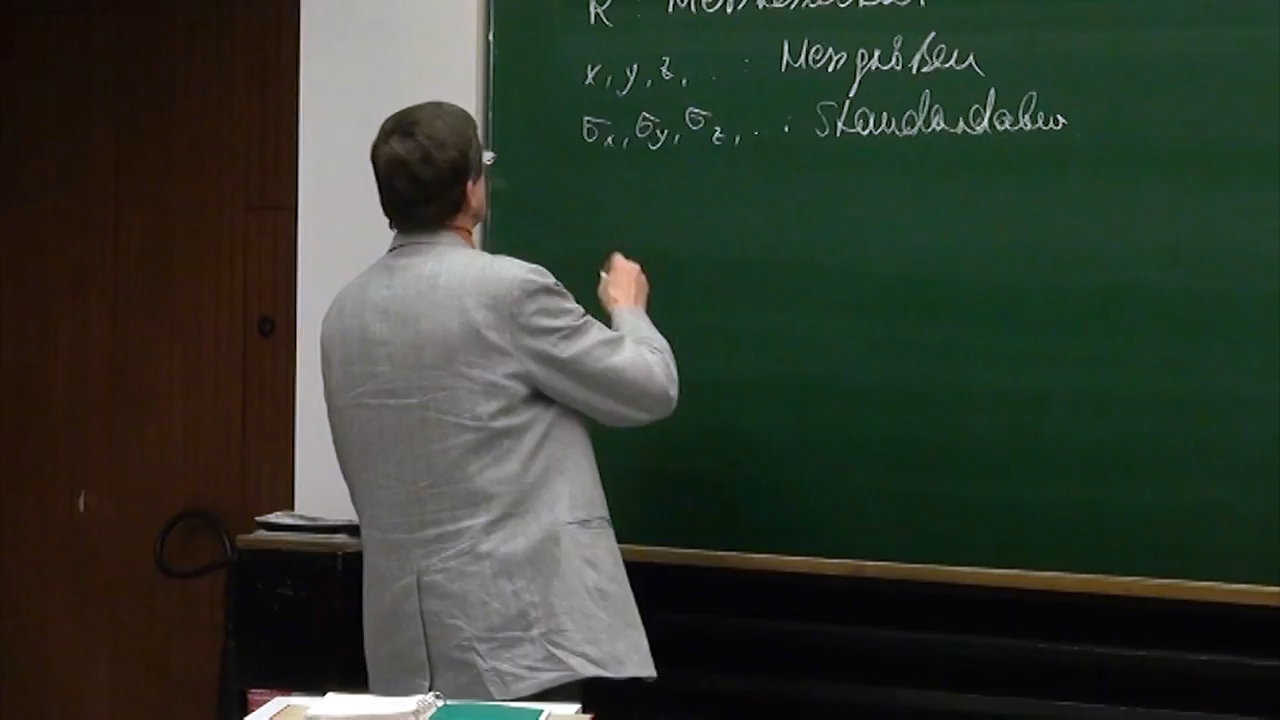 R :
x, y, z, .. : Messgrößen
σx, σy, σz, .. : Standardabw